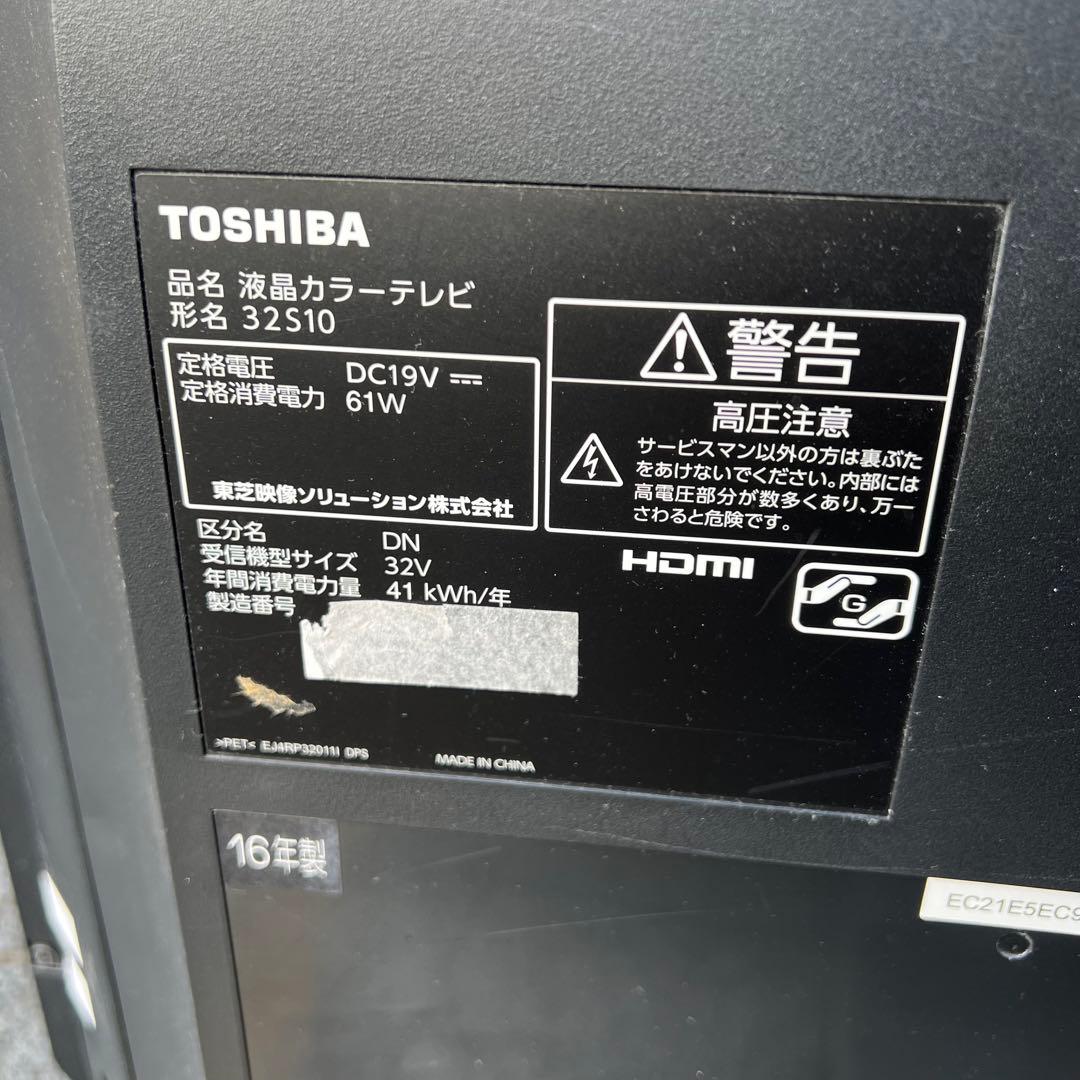 TOSHIBA
品名 液晶カラーテレビ
形名 32S10
定格電圧 DC19V ⎓
定格消費電力 61W
東芝映像ソリューション株式会社
区分名 DN
受信機型サイズ 32V
年間消費電力量 41 kWh/年
製造番号
>PET< EJ4RP32011I DPS
MADE IN CHINA
警告
高圧注意
サービスマン以外の方は裏ぶた
をあけないでください。内部には
高電圧部分が数多くあり、万一
さわると危険です。
HDMI
G
16年製
EC21E5EC9